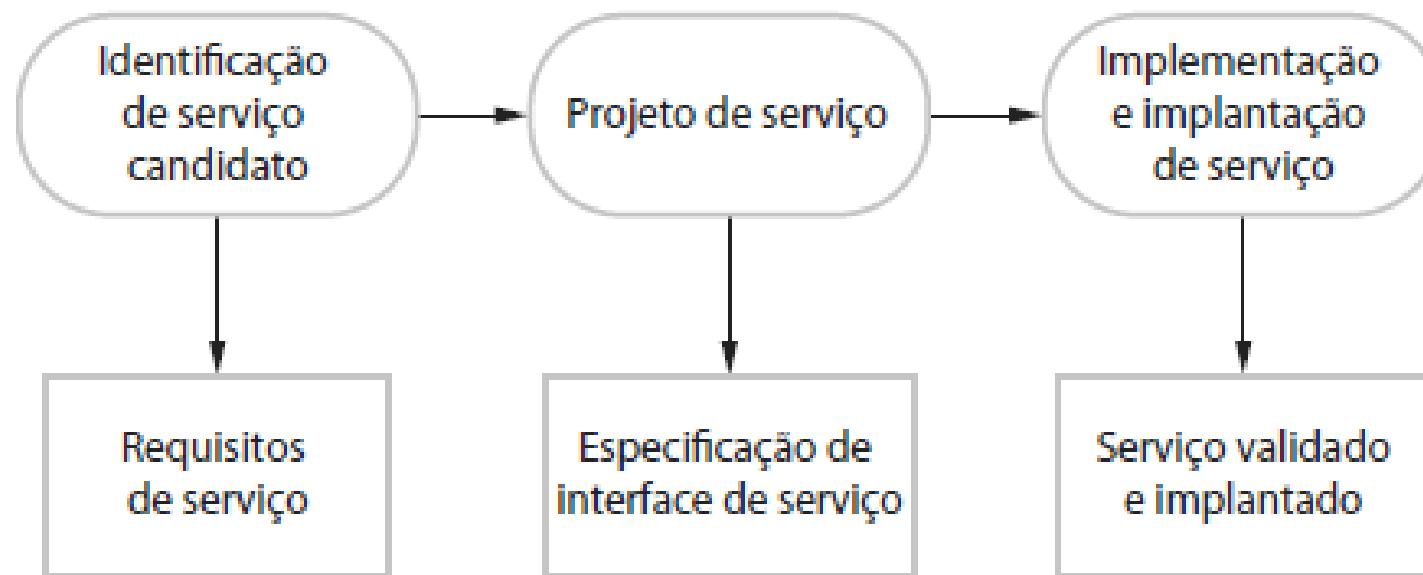 Identificação
de serviço
candidato
Projeto de serviço
Implementação
e implantação
de serviço
Requisitos
de serviço
Especificação de
interface de serviço
Serviço validado
e implantado